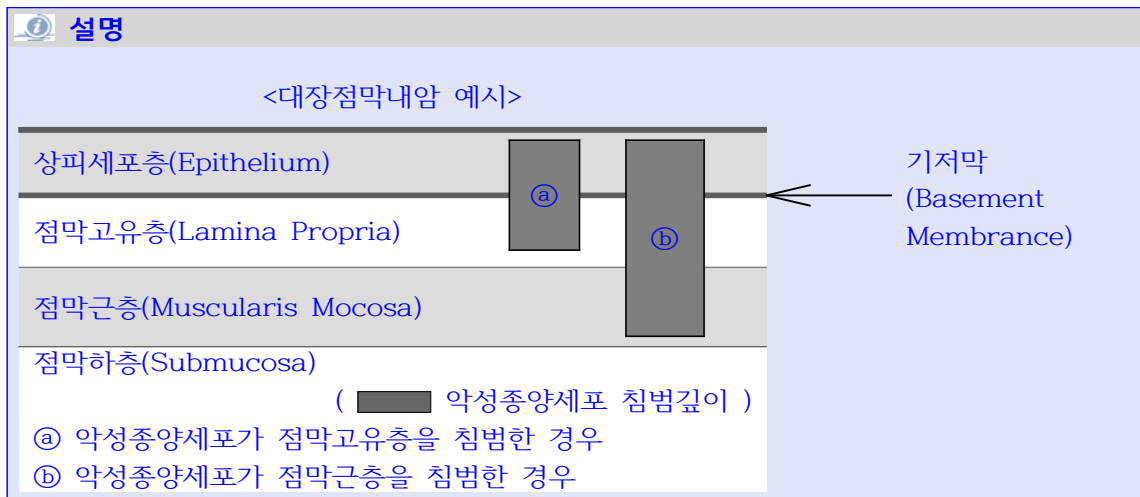 설명
<대장점막내암 예시>
상피세포층(Epithelium)
ⓐ
기저막
(Basement
Membrance)
점막고유층(Lamina Propria)
ⓑ
점막근층(Muscularis Mocosa)
점막하층(Submucosa)
( 악성종양세포 침범깊이 )
ⓐ 악성종양세포가 점막고유층을 침범한 경우
ⓑ 악성종양세포가 점막근층을 침범한 경우